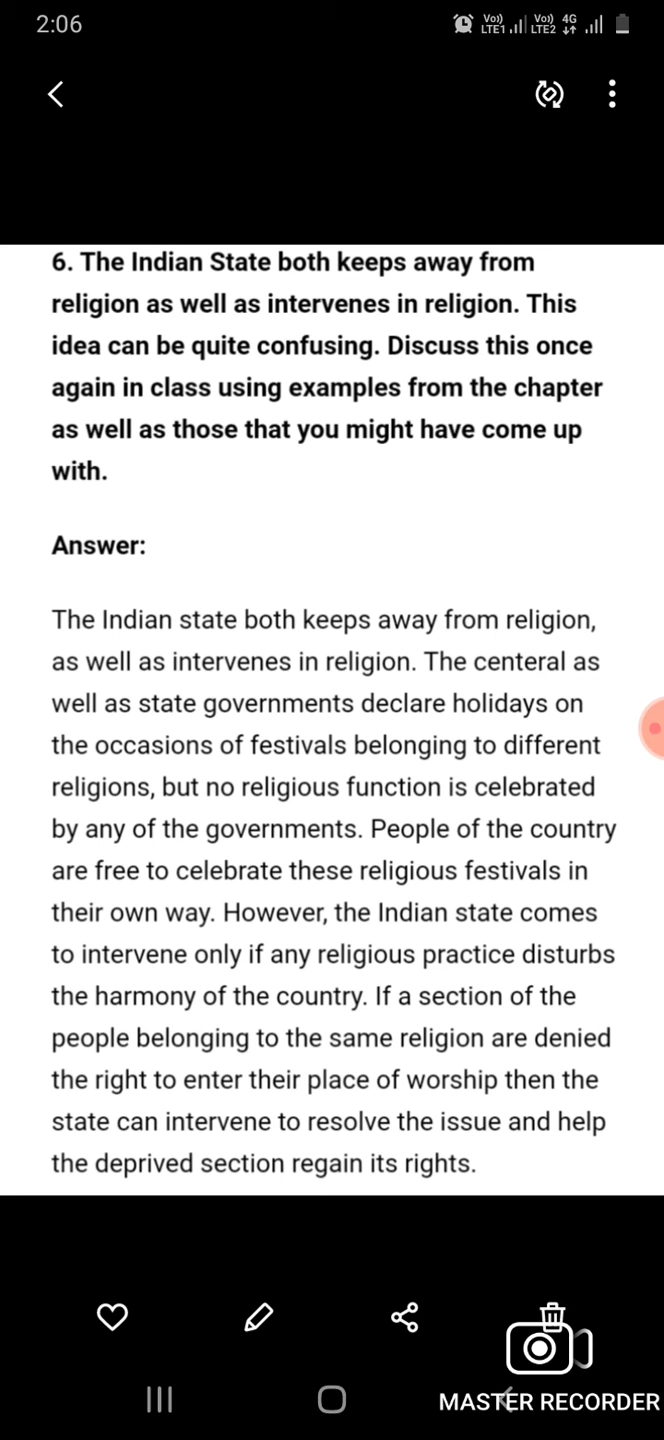 2:06
Vo)) LTE1 Vo)) LTE2 4G
6. The Indian State both keeps away from
religion as well as intervenes in religion. This
idea can be quite confusing. Discuss this once
again in class using examples from the chapter
as well as those that you might have come up
with.
Answer:
The Indian state both keeps away from religion,
as well as intervenes in religion. The centeral as
well as state governments declare holidays on
the occasions of festivals belonging to different
religions, but no religious function is celebrated
by any of the governments. People of the country
are free to celebrate these religious festivals in
their own way. However, the Indian state comes
to intervene only if any religious practice disturbs
the harmony of the country. If a section of the
people belonging to the same religion are denied
the right to enter their place of worship then the
state can intervene to resolve the issue and help
the deprived section regain its rights.
MASTER RECORDER